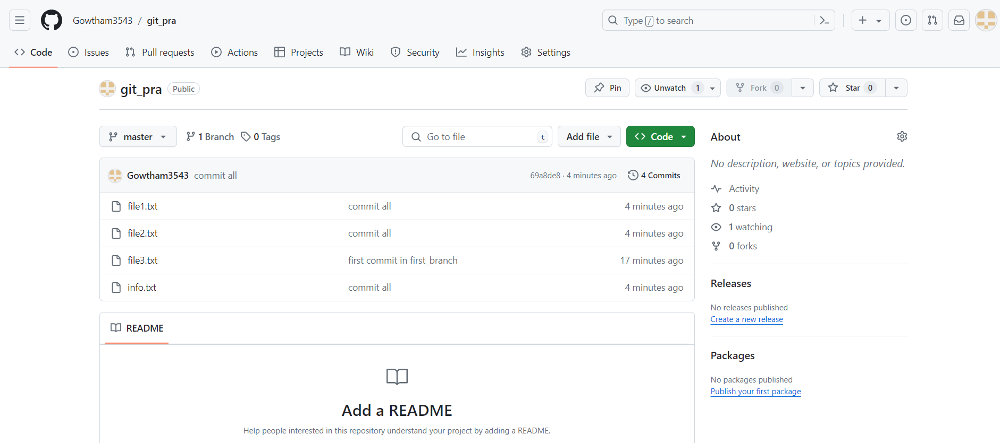 Gowtham3543 / git_pra
Type / to search
Code Issues Pull requests Actions Projects Wiki Security Insights Settings
git_pra Public
Pin Unwatch 1 Fork 0 Star 0
master 1 Branch 0 Tags Go to file t Add file Code
Gowtham3543 commit all 69a8de8 · 4 minutes ago 4 Commits
file1.txt commit all 4 minutes ago
file2.txt commit all 4 minutes ago
file3.txt first commit in first_branch 17 minutes ago
info.txt commit all 4 minutes ago
README
Add a README
Help people interested in this repository understand your project by adding a README.
About
No description, website, or topics provided.
Activity
0 stars
1 watching
0 forks
Releases
No releases published
Create a new release
Packages
No packages published
Publish your first package